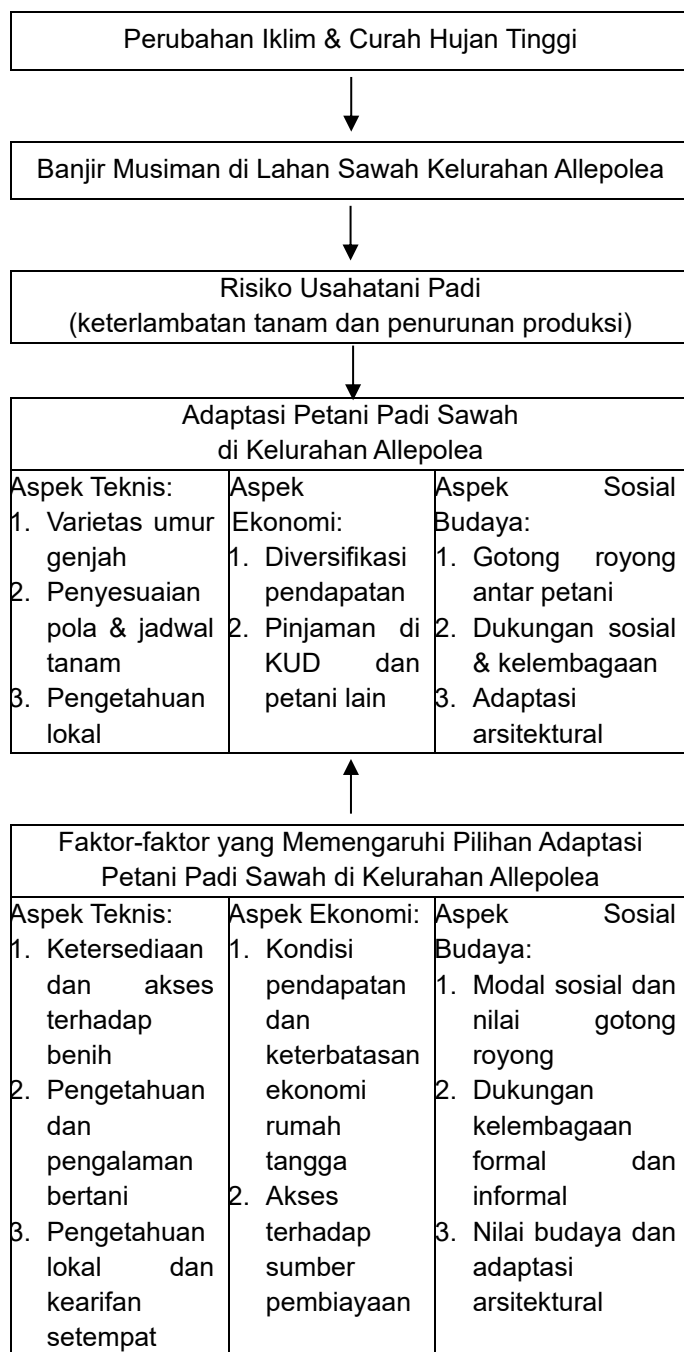 Perubahan Iklim & Curah Hujan Tinggi
Banjir Musiman di Lahan Sawah Kelurahan Allepolea
Risiko Usahatani Padi
(keterlambatan tanam dan penurunan produksi)
Adaptasi Petani Padi Sawah
di Kelurahan Allepolea
Aspek Teknis:
1. Varietas umur
genjah
2. Penyesuaian
pola & jadwal
tanam
3. Pengetahuan
lokal
Aspek
Ekonomi:
1. Diversifikasi
pendapatan
2. Pinjaman di
KUD dan
petani lain
Aspek Sosial
Budaya:
1. Gotong royong
antar petani
2. Dukungan sosial
& kelembagaan
3. Adaptasi
arsitektural
Faktor-faktor yang Memengaruhi Pilihan Adaptasi
Petani Padi Sawah di Kelurahan Allepolea
Aspek Teknis:
1. Ketersediaan
dan akses
terhadap
benih
2. Pengetahuan
dan
pengalaman
bertani
3. Pengetahuan
lokal dan
kearifan
setempat
Aspek Ekonomi:
1. Kondisi
pendapatan
dan
keterbatasan
ekonomi
rumah
tangga
2. Akses
terhadap
sumber
pembiayaan
Aspek Sosial
Budaya:
1. Modal sosial dan
nilai gotong
royong
2. Dukungan
kelembagaan
formal dan
informal
3. Nilai budaya dan
adaptasi
arsitektural